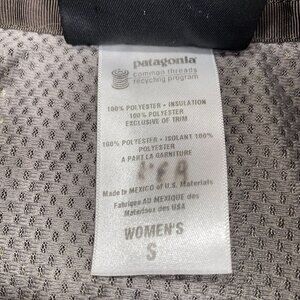 patagonia
common threads
recycling program
100% POLYESTER • INSULATION
100% POLYESTER
EXCLUSIVE OF TRIM
100% POLYESTER • ISOLANT 100%
POLYESTER
A PART LA GARNITURE
Made in MEXICO of U.S. Materials
Fabriqué AU MEXIQUE des
Materiaux des USA
WOMEN'S
S